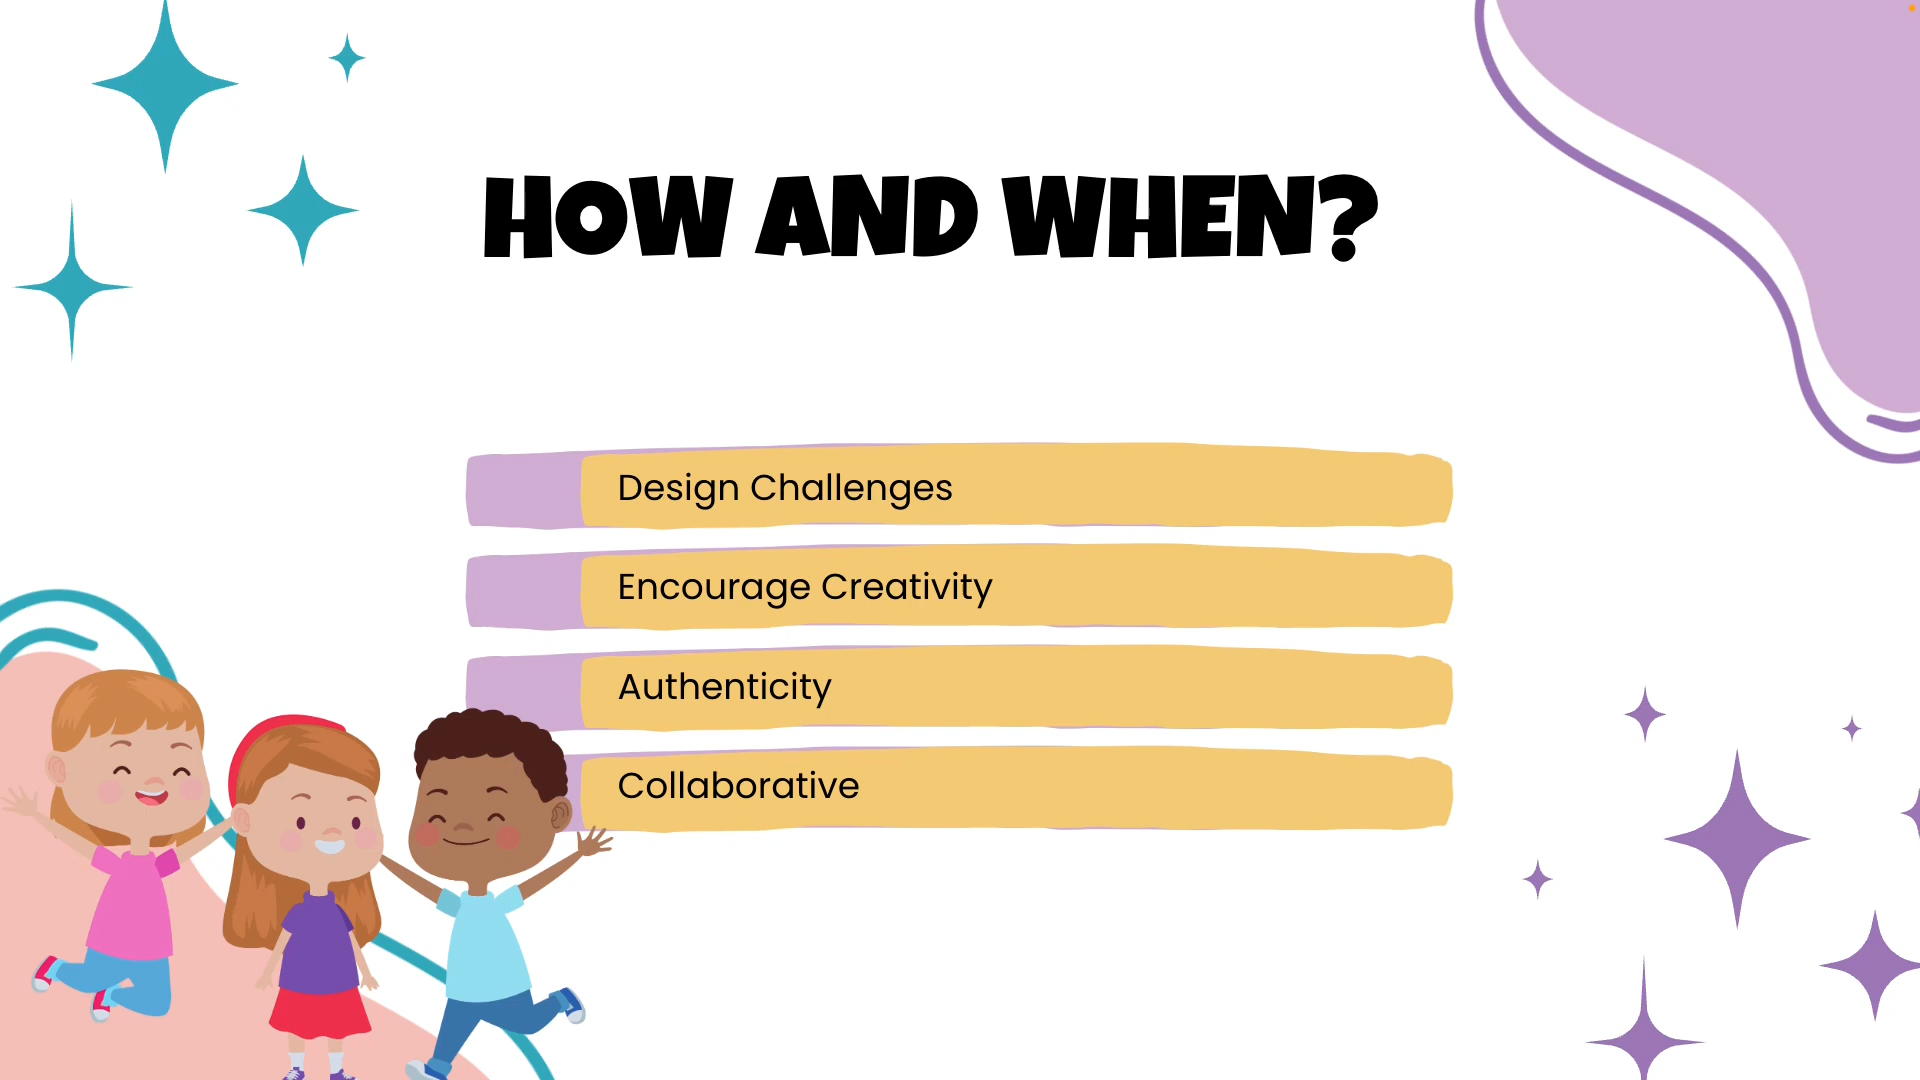 HOW AND WHEN?
Design Challenges
Encourage Creativity
Authenticity
Collaborative